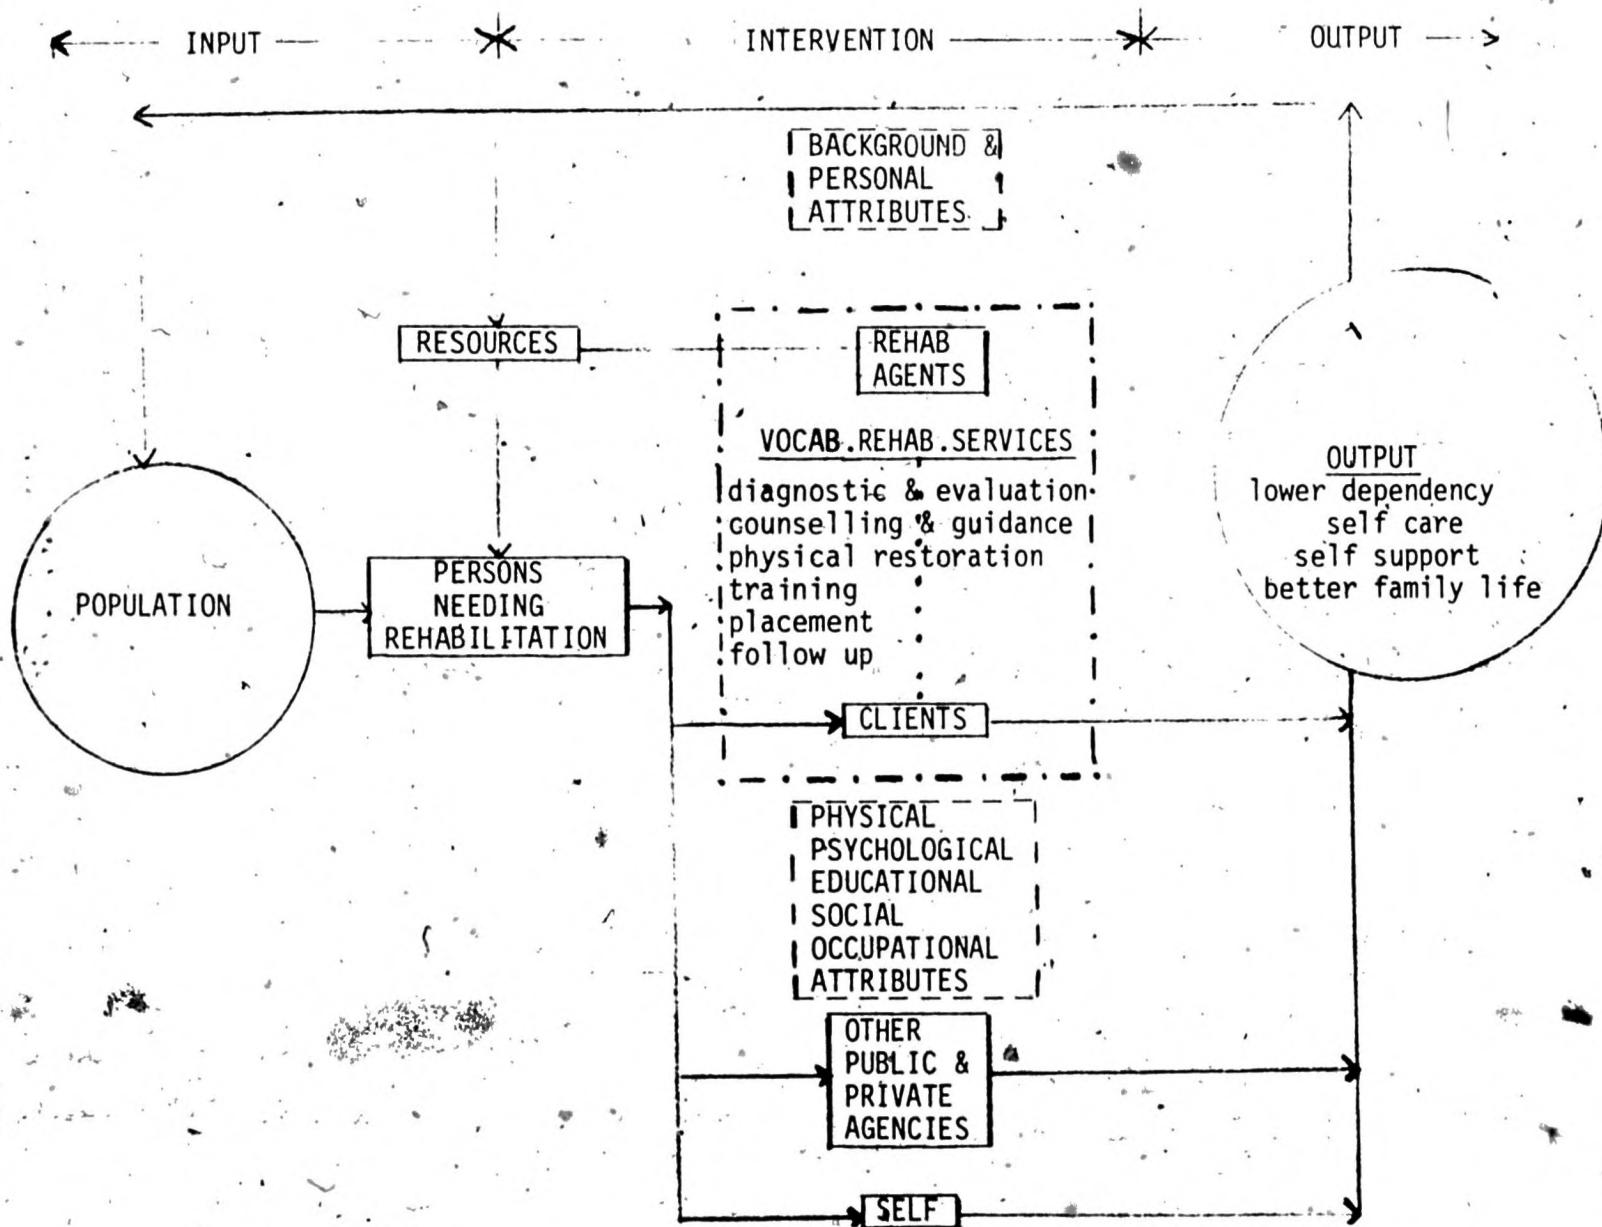 INPUT INTERVENTION OUTPUT
BACKGROUND &
PERSONAL
ATTRIBUTES
RESOURCES
REHAB
AGENTS
VOCAB.REHAB.SERVICES
diagnostic & evaluation
counselling & guidance
physical restoration
training
placement
follow up
CLIENTS
POPULATION
PERSONS
NEEDING
REHABILITATION
OUTPUT
lower dependency
self care
self support
better family life
PHYSICAL
PSYCHOLOGICAL
EDUCATIONAL
SOCIAL
OCCUPATIONAL
ATTRIBUTES
OTHER
PUBLIC &
PRIVATE
AGENCIES
SELF